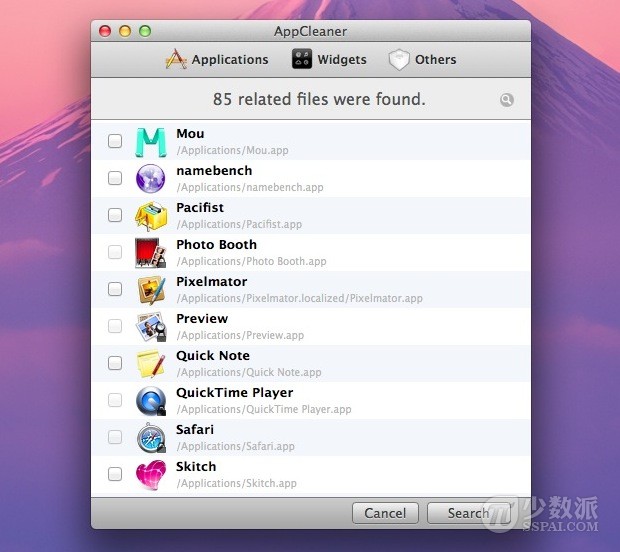 AppCleaner
Applications Widgets Others
85 related files were found.
Mou
/Applications/Mou.app
namebench
/Applications/namebench.app
Pacifist
/Applications/Pacifist.app
Photo Booth
/Applications/Photo Booth.app
Pixelmator
/Applications/Pixelmator.localized/Pixelmator.app
Preview
/Applications/Preview.app
Quick Note
/Applications/Quick Note.app
QuickTime Player
/Applications/QuickTime Player.app
Safari
/Applications/Safari.app
Skitch
/Applications/Skitch.app
Cancel Search
少数派
SSPAI.COM